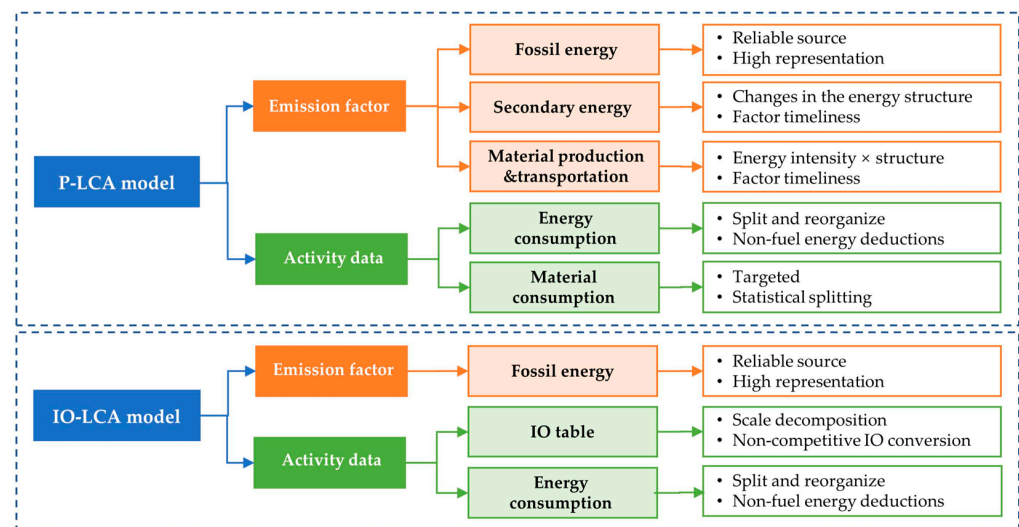 P-LCA model
Emission factor
Fossil energy
• Reliable source
• High representation
Secondary energy
• Changes in the energy structure
• Factor timeliness
Material production
&transportation
• Energy intensity × structure
• Factor timeliness
Activity data
Energy
consumption
• Split and reorganize
• Non-fuel energy deductions
Material
consumption
• Targeted
• Statistical splitting
IO-LCA model
Emission factor
Fossil energy
• Reliable source
• High representation
Activity data
IO table
• Scale decomposition
• Non-competitive IO conversion
Energy
consumption
• Split and reorganize
• Non-fuel energy deductions